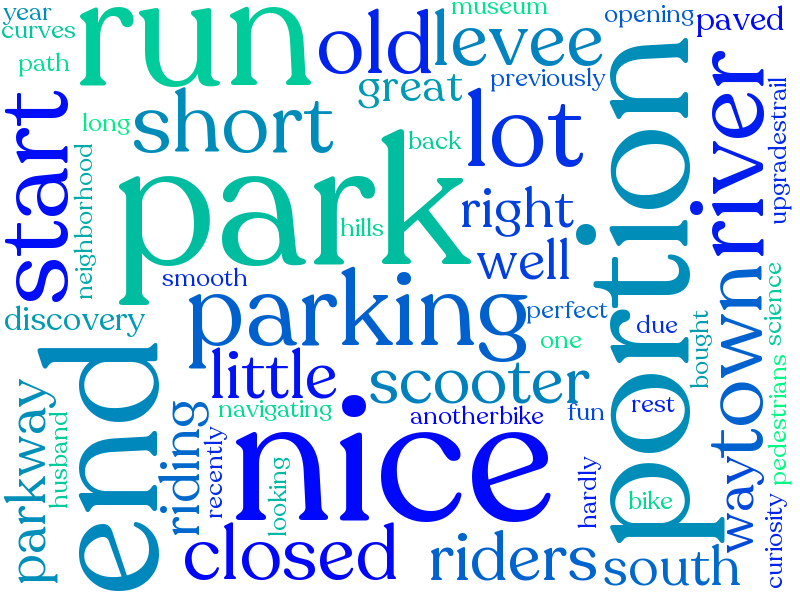 year
curves
path
run
old
levee
museum
opening
paved
great
previously
long
short
lot
back
start
neighborhood
park
hills
right
well
portion
river
upgradestrail
smooth
discovery
parking
perfect
one
due
bought
science
little
scooter
end
navigating
anotherbike
fun
rest
waytown
pedestrians
parkway
husband
riding
recently
looking
nice
hardly
bike
curiosity
closed
riders
south